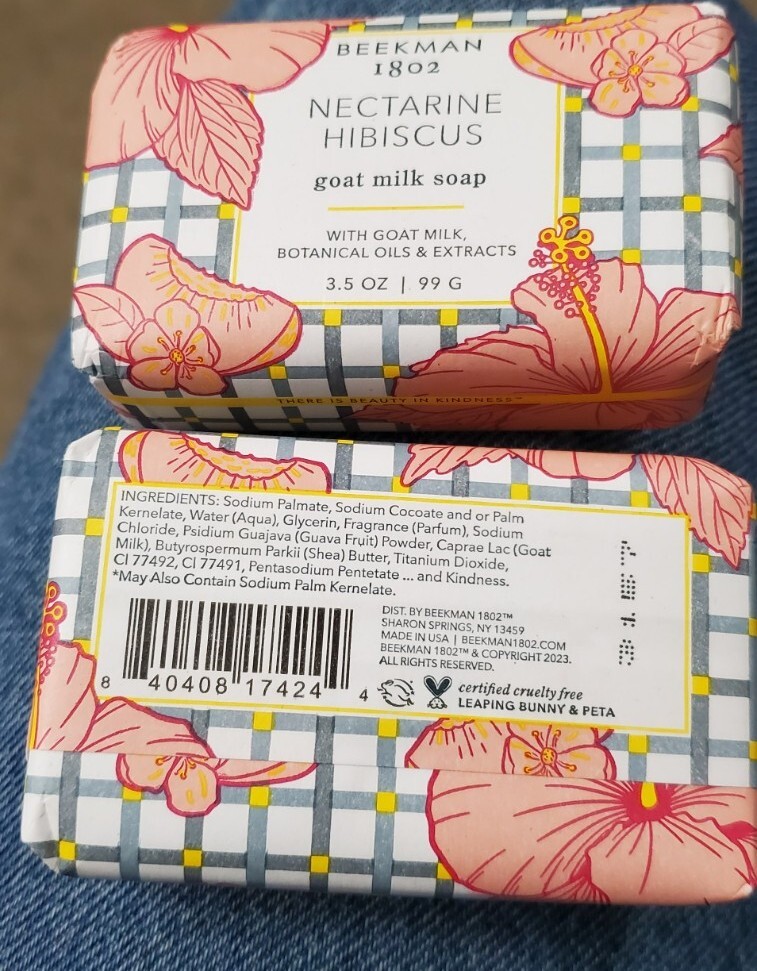 BEEKMAN
1802
NECTARINE
HIBISCUS
goat milk soap
WITH GOAT MILK,
BOTANICAL OILS & EXTRACTS
3.5 OZ | 99 G
THERE IS BEAUTY IN KINDNESS™
INGREDIENTS: Sodium Palmate, Sodium Cocoate and or Palm
Kernelate, Water (Aqua), Glycerin, Fragrance (Parfum), Sodium
Chloride, Psidium Guajava (Guava Fruit) Powder, Caprae Lac (Goat
Milk), Butyrospermum Parkii (Shea) Butter, Titanium Dioxide,
CI 77492, CI 77491, Pentasodium Pentetate ... and Kindness.
*May Also Contain Sodium Palm Kernelate.
DIST. BY BEEKMAN 1802™
SHARON SPRINGS, NY 13459
MADE IN USA | BEEKMAN1802.COM
BEEKMAN 1802™ & COPYRIGHT 2023.
ALL RIGHTS RESERVED.
8 40408 17424 4
certified cruelty free
LEAPING BUNNY & PETA